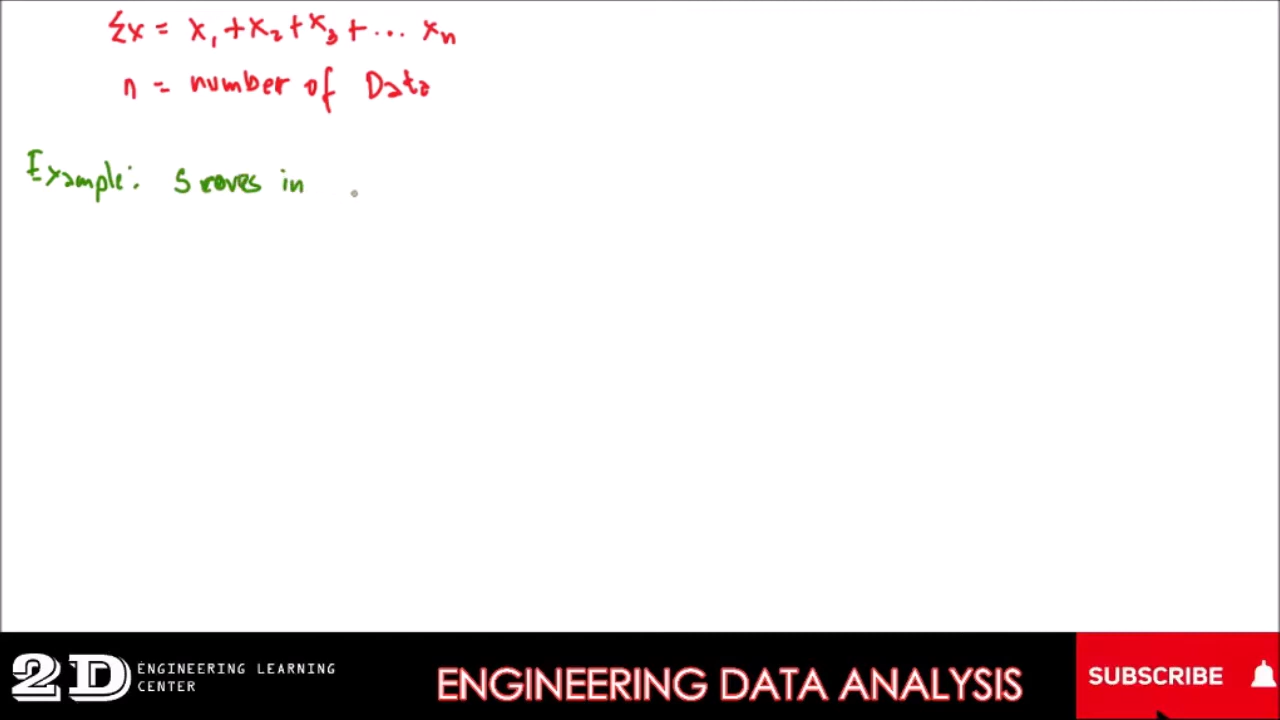 Σx = x₁ + x₂ + x₃ + ... xₙ
n = number of Data
Example: Scores in
2D ENGINEERING LEARNING
CENTER
ENGINEERING DATA ANALYSIS
SUBSCRIBE